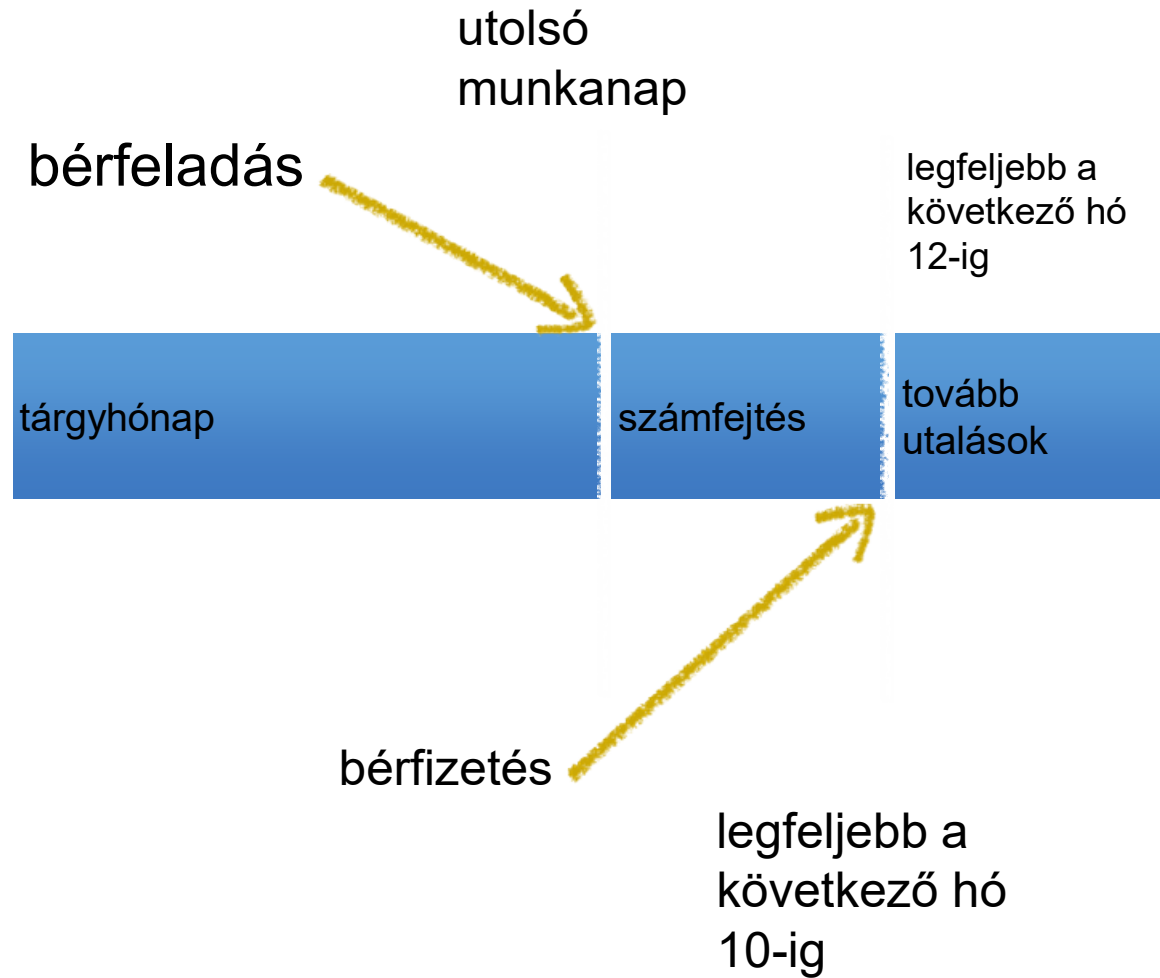 utolsó
munkanap
bérfeladás
legfeljebb a
következő hó
12-ig
tárgyhónap
számfejtés
tovább
utalások
bérfizetés
legfeljebb a
következő hó
10-ig